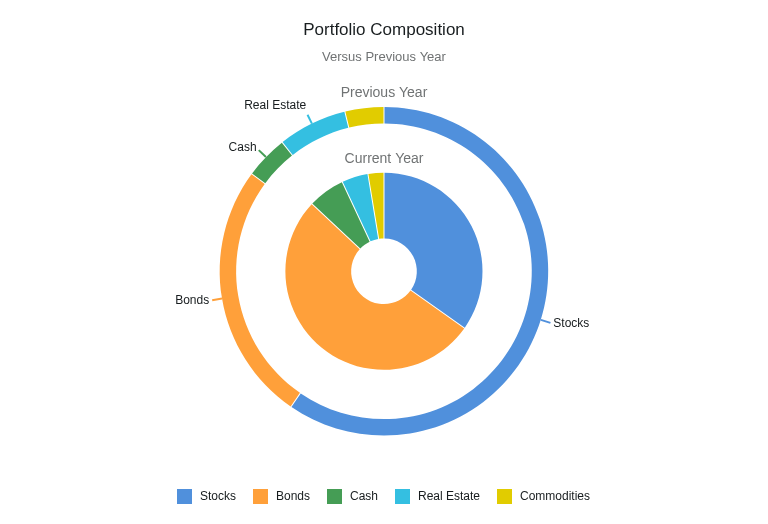 Portfolio Composition
Versus Previous Year
Previous Year
Real Estate
Cash
Current Year
Bonds
Stocks
Stocks
Bonds
Cash
Real Estate
Commodities